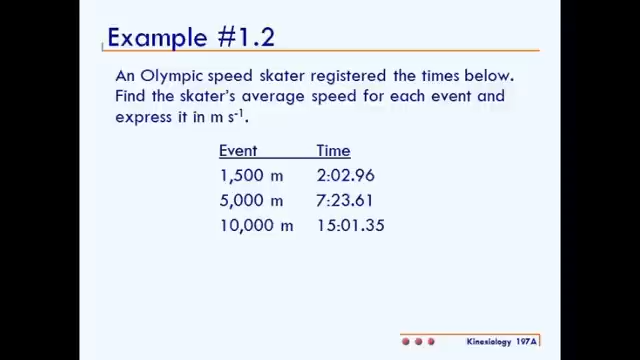 Example #1.2
An Olympic speed skater registered the times below.
Find the skater's average speed for each event and
express it in m s⁻¹.
Event Time
1,500 m 2:02.96
5,000 m 7:23.61
10,000 m 15:01.35
Kinesiology 197A